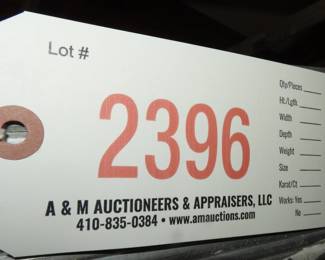 Lot #
2396
A & M AUCTIONEERS & APPRAISERS, LLC
410-835-0384 • www.amauctions.com
Qty/Pieces
Ht./Lgth
Width
Depth
Weight
Size
Karat/Ct
Works: Yes
No